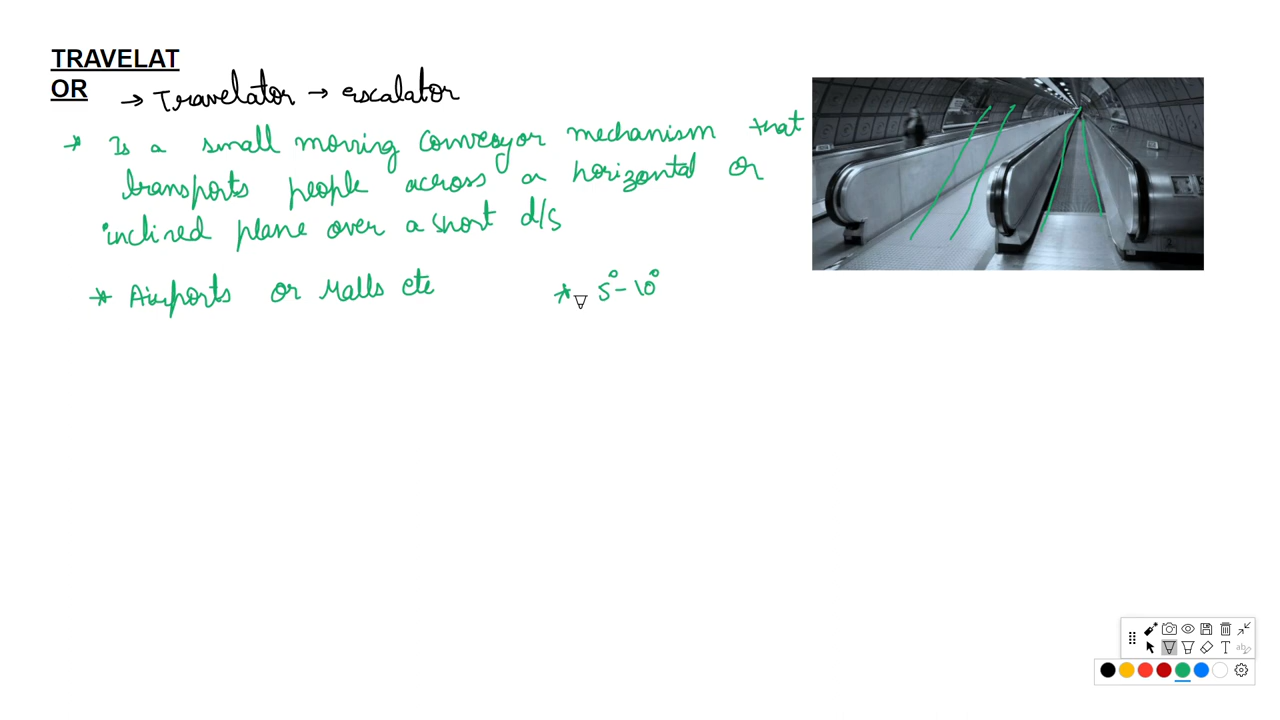 TRAVELAT
OR
→ Travelator → escalator
* Is a small moving conveyor mechanism that
transports people across a horizontal or
inclined plane over a short d/s
* Airports or Malls etc
* 5° - 10°